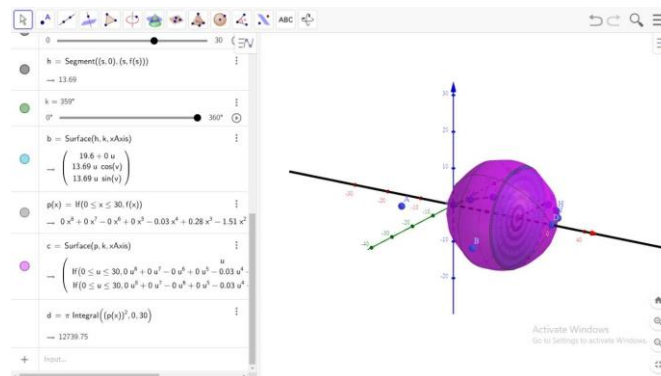 ABC
0
30
h = Segment((s, 0), (s, f(s)))
→ 13.69
k = 359°
0°
360°
b = Surface(h, k, xAxis)
→ ( 19.6 + 0 u
13.69 u cos(v)
13.69 u sin(v) )
p(x) = If(0 ≤ x ≤ 30, f(x))
→ 0 x⁸ + 0 x⁷ − 0 x⁶ + 0 x⁵ − 0.03 x⁴ + 0.28 x³ − 1.51 x²
c = Surface(p, k, xAxis)
u
If(0 ≤ u ≤ 30, 0 u⁸ + 0 u⁷ − 0 u⁶ + 0 u⁵ − 0.03 u⁴
If(0 ≤ u ≤ 30, 0 u⁸ + 0 u⁷ − 0 u⁶ + 0 u⁵ − 0.03 u⁴
d = π Integral((p(x))², 0, 30)
→ 12739.75
+ Input...
A
B
Activate Windows
Go to Settings to activate Windows.